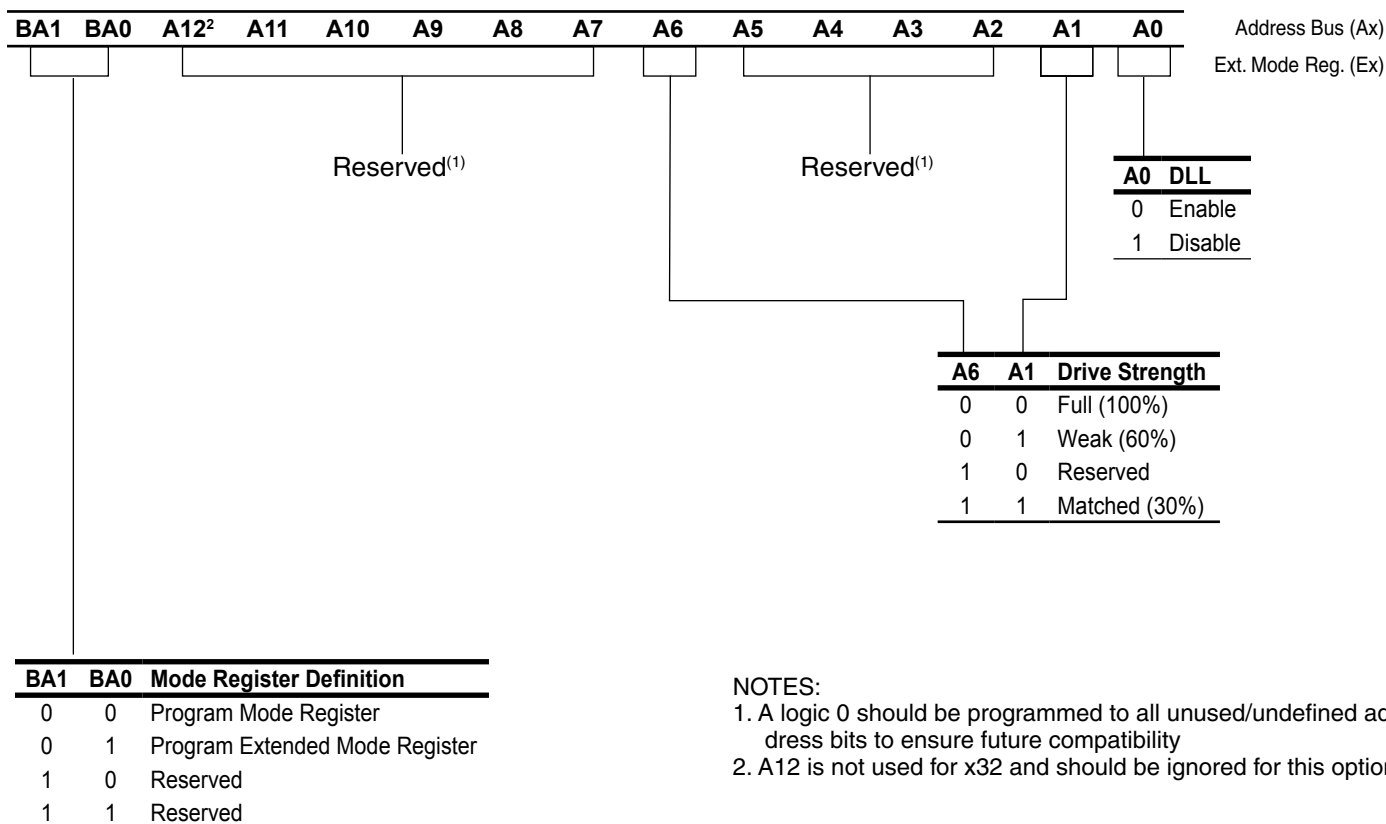 BA1 BA0 A12² A11 A10 A9 A8 A7 A6 A5 A4 A3 A2 A1 A0 Address Bus (Ax)
Ext. Mode Reg. (Ex)
Reserved(1) Reserved(1)
A0 DLL
0 Enable
1 Disable
A6 A1 Drive Strength
0 0 Full (100%)
0 1 Weak (60%)
1 0 Reserved
1 1 Matched (30%)
BA1 BA0 Mode Register Definition
0 0 Program Mode Register
0 1 Program Extended Mode Register
1 0 Reserved
1 1 Reserved
NOTES:
1. A logic 0 should be programmed to all unused/undefined ad
dress bits to ensure future compatibility
2. A12 is not used for x32 and should be ignored for this option